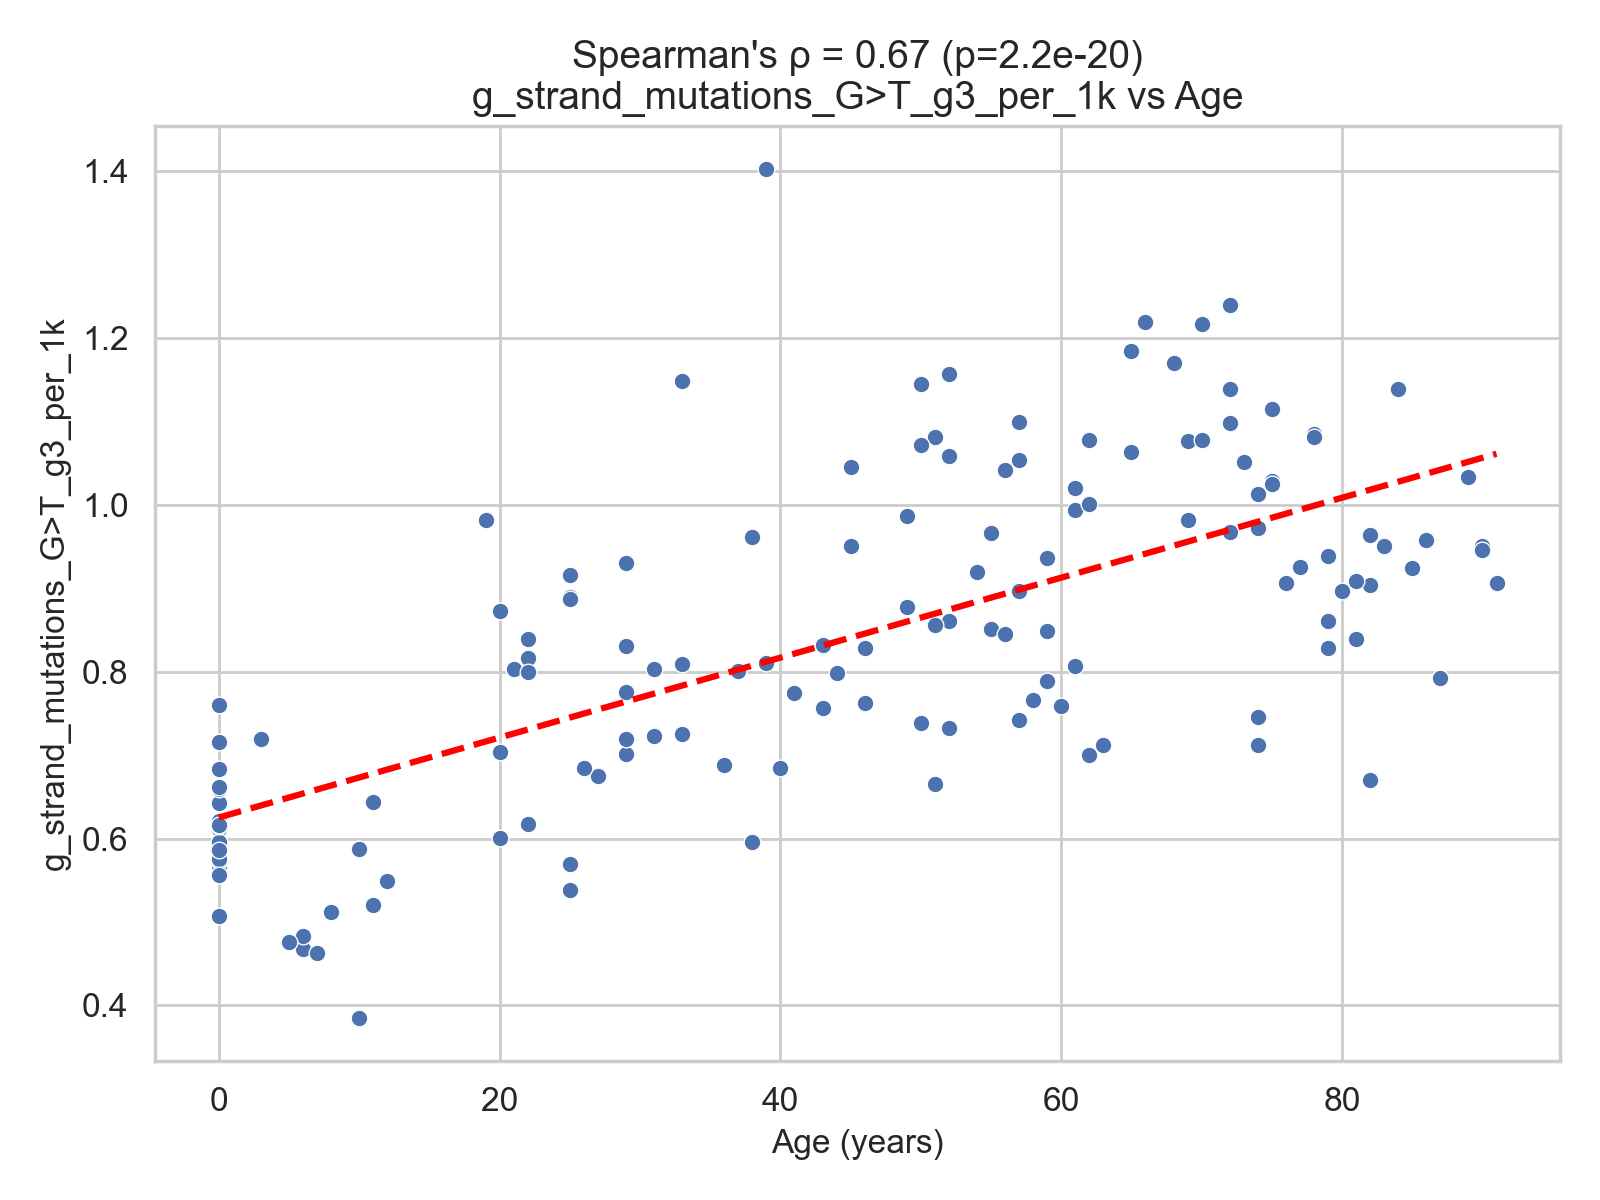 Spearman's ρ = 0.67 (p=2.2e-20)
g_strand_mutations_G>T_g3_per_1k vs Age
g_strand_mutations_G>T_g3_per_1k
1.4
1.2
1.0
0.8
0.6
0.4
0
20
40
60
80
Age (years)